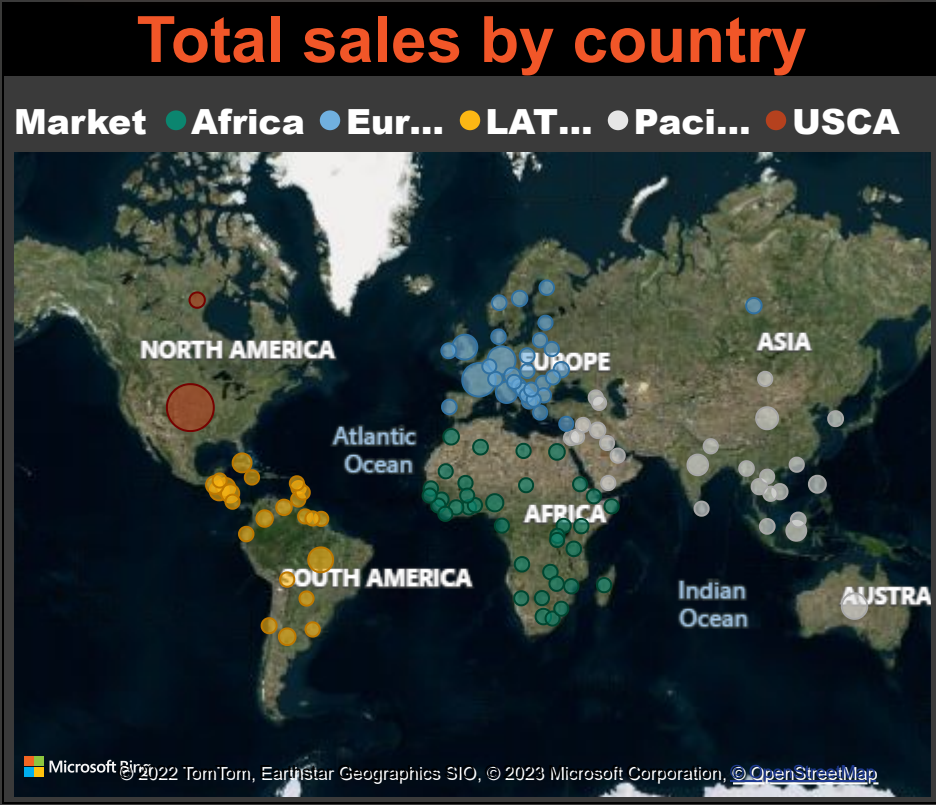 Total sales by country
Market Africa Eur... LAT... Paci... USCA
NORTH AMERICA
ASIA
EUROPE
Atlantic
Ocean
AFRICA
SOUTH AMERICA
Indian
Ocean
AUSTRA
Microsoft Bing
© 2022 TomTom, Earthstar Geographics SIO, © 2023 Microsoft Corporation, © OpenStreetMap